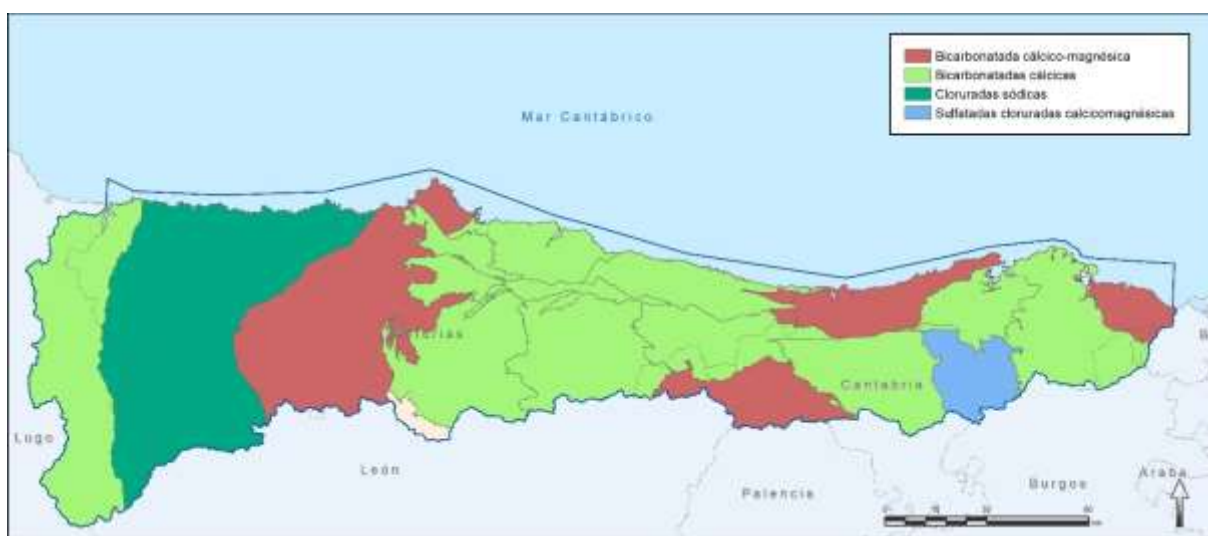 Bicarbonatada cálcico-magnésica
Bicarbonatadas cálcicas
Cloruradas sódicas
Sulfatadas cloruradas calcicomagnésicas
Mar Cantábrico
Cantabria
Lugo
León
Palencia
Burgos
Araba